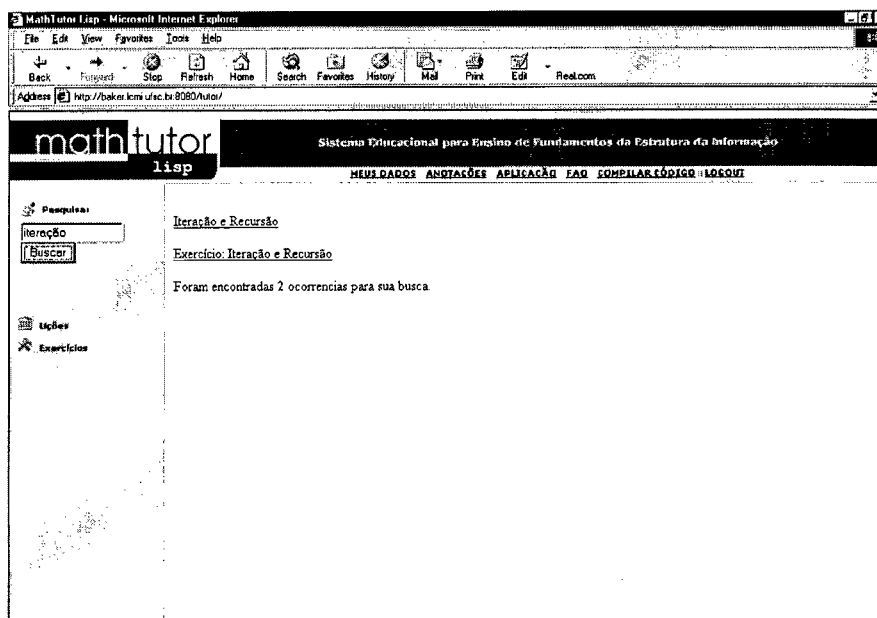 MathTutor Lisp - Microsoft Internet Explorer
File Edit View Favorites Tools Help
Back Forward Stop Refresh Home Search Favorites History Mail Print Edit Real.com
Address http://baker.lcmi.ufsc.br:8080/tutor/
math tutor
lisp
Sistema Educacional para Ensino de Fundamentos da Estrutura da Informação
MEUS DADOS ANOTAÇÕES APLICAÇÃO FAQ COMPILAR CÓDIGO LOGOUT
Pesquisar
iteração
Buscar
Lições
Exercícios
Iteração e Recursão
Exercício: Iteração e Recursão
Foram encontradas 2 ocorrencias para sua busca.